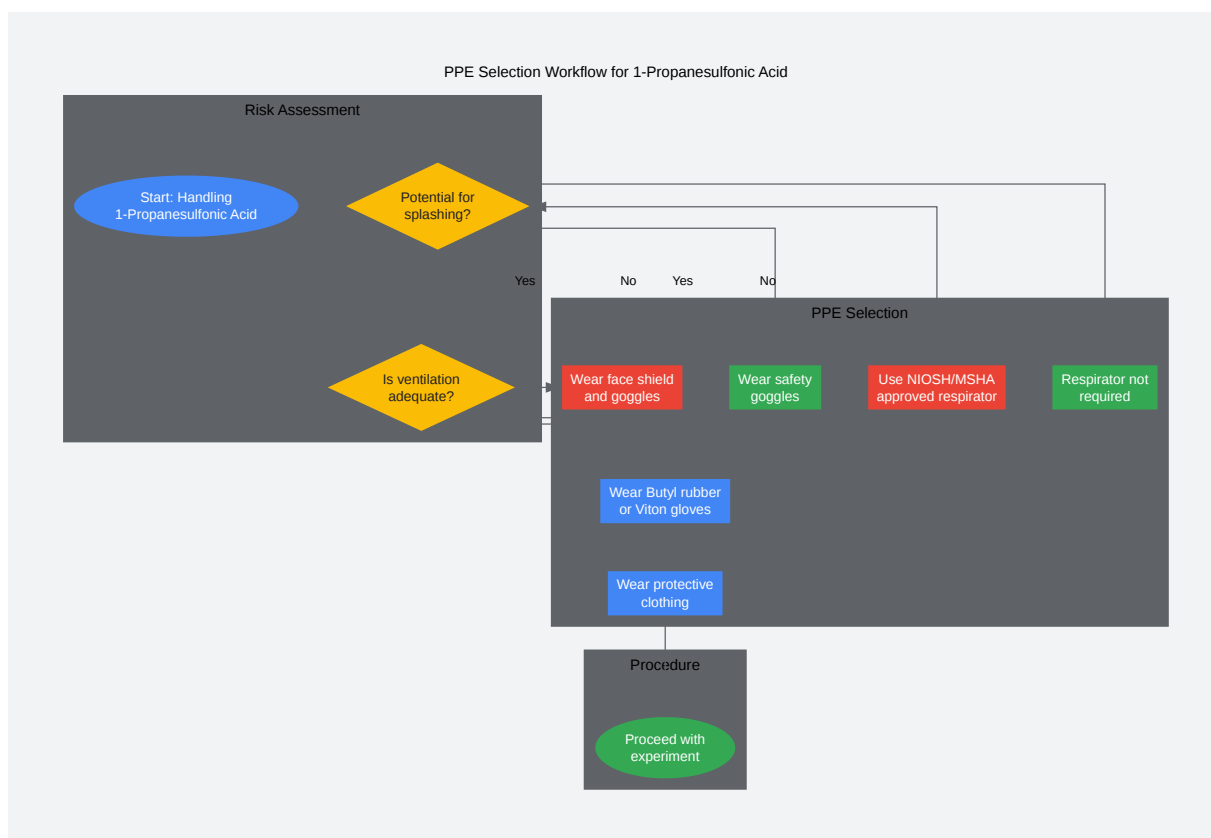 PPE Selection Workflow for 1-Propanesulfonic Acid
Risk Assessment
Start: Handling
1-Propanesulfonic Acid
Potential for
splashing?
Yes
No
Yes
No
PPE Selection
Is ventilation
adequate?
Wear face shield
and goggles
Wear safety
goggles
Use NIOSH/MSHA
approved respirator
Respirator not
required
Wear Butyl rubber
or Viton gloves
Wear protective
clothing
Procedure
Proceed with
experiment